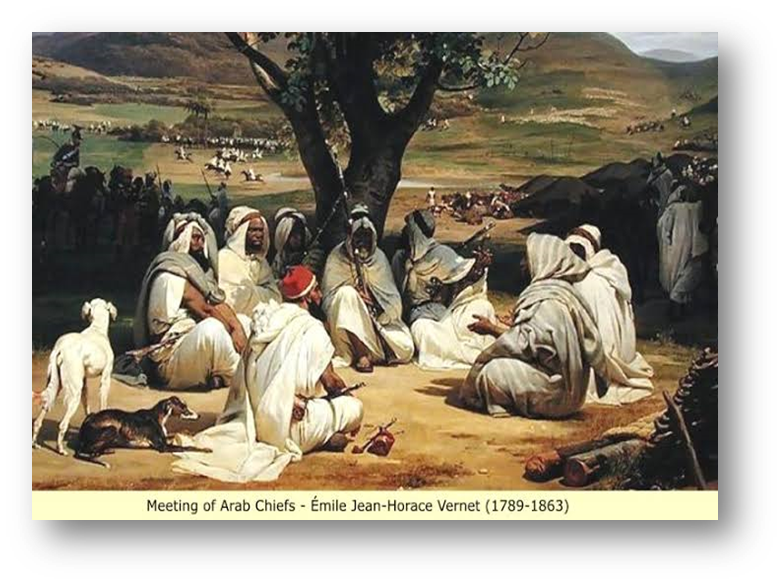 Meeting of Arab Chiefs - Émile Jean-Horace Vernet (1789-1863)